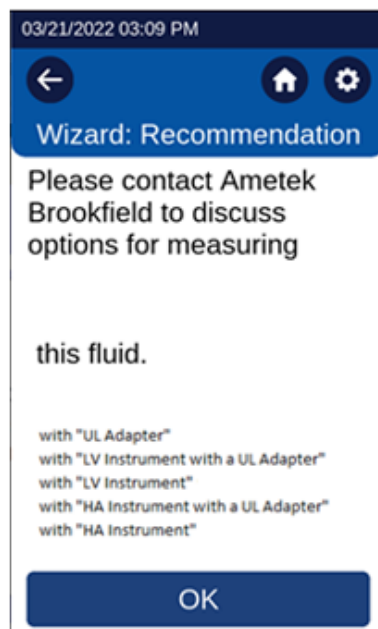 03/21/2022 03:09 PM
Wizard: Recommendation
Please contact Ametek
Brookfield to discuss
options for measuring
this fluid.
with "UL Adapter"
with "LV Instrument with a UL Adapter"
with "LV Instrument"
with "HA Instrument with a UL Adapter"
with "HA Instrument"
OK